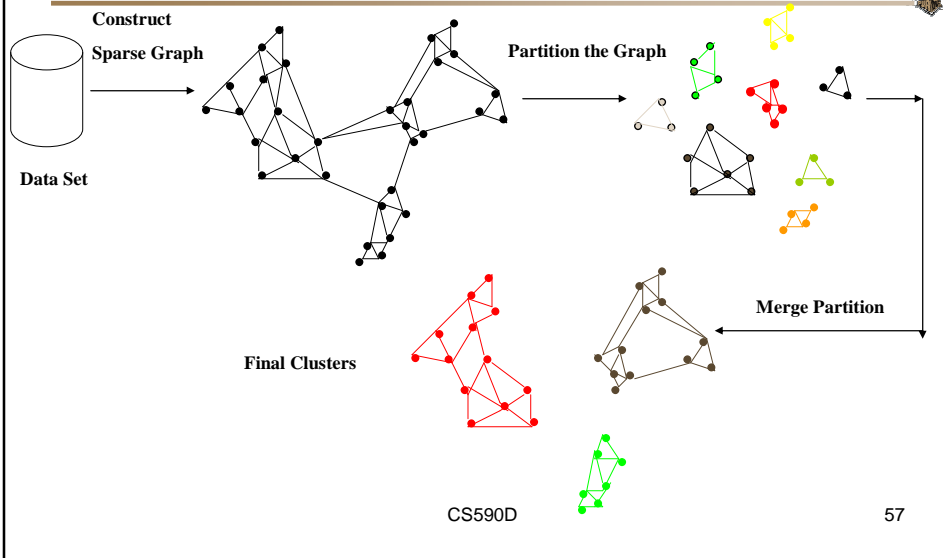 Construct
Sparse Graph
Partition the Graph
Data Set
Merge Partition
Final Clusters
CS590D
57